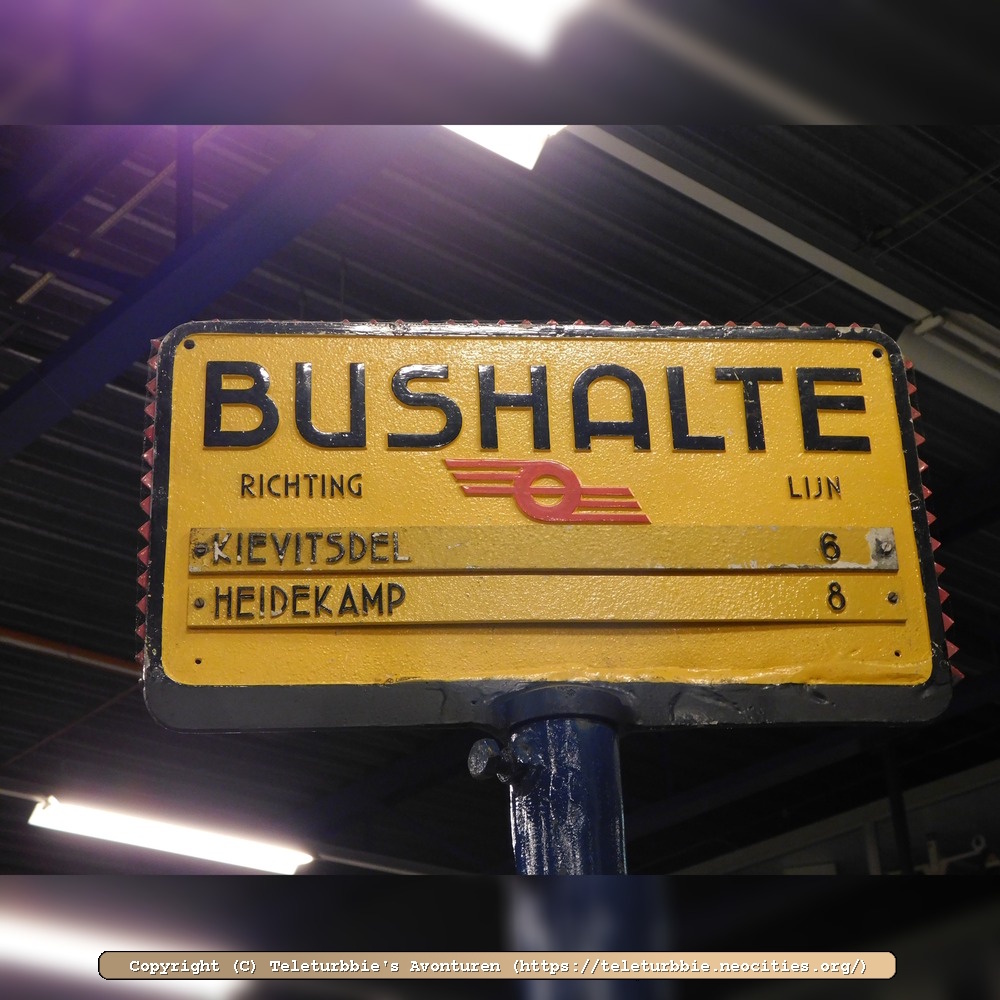 BUSHALTE
RICHTING LIJN
KIEVITSDEL 6
HEIDEKAMP 8
Copyright (C) Teleturbbie's Avonturen (https://teleturbbie.neocities.org/)